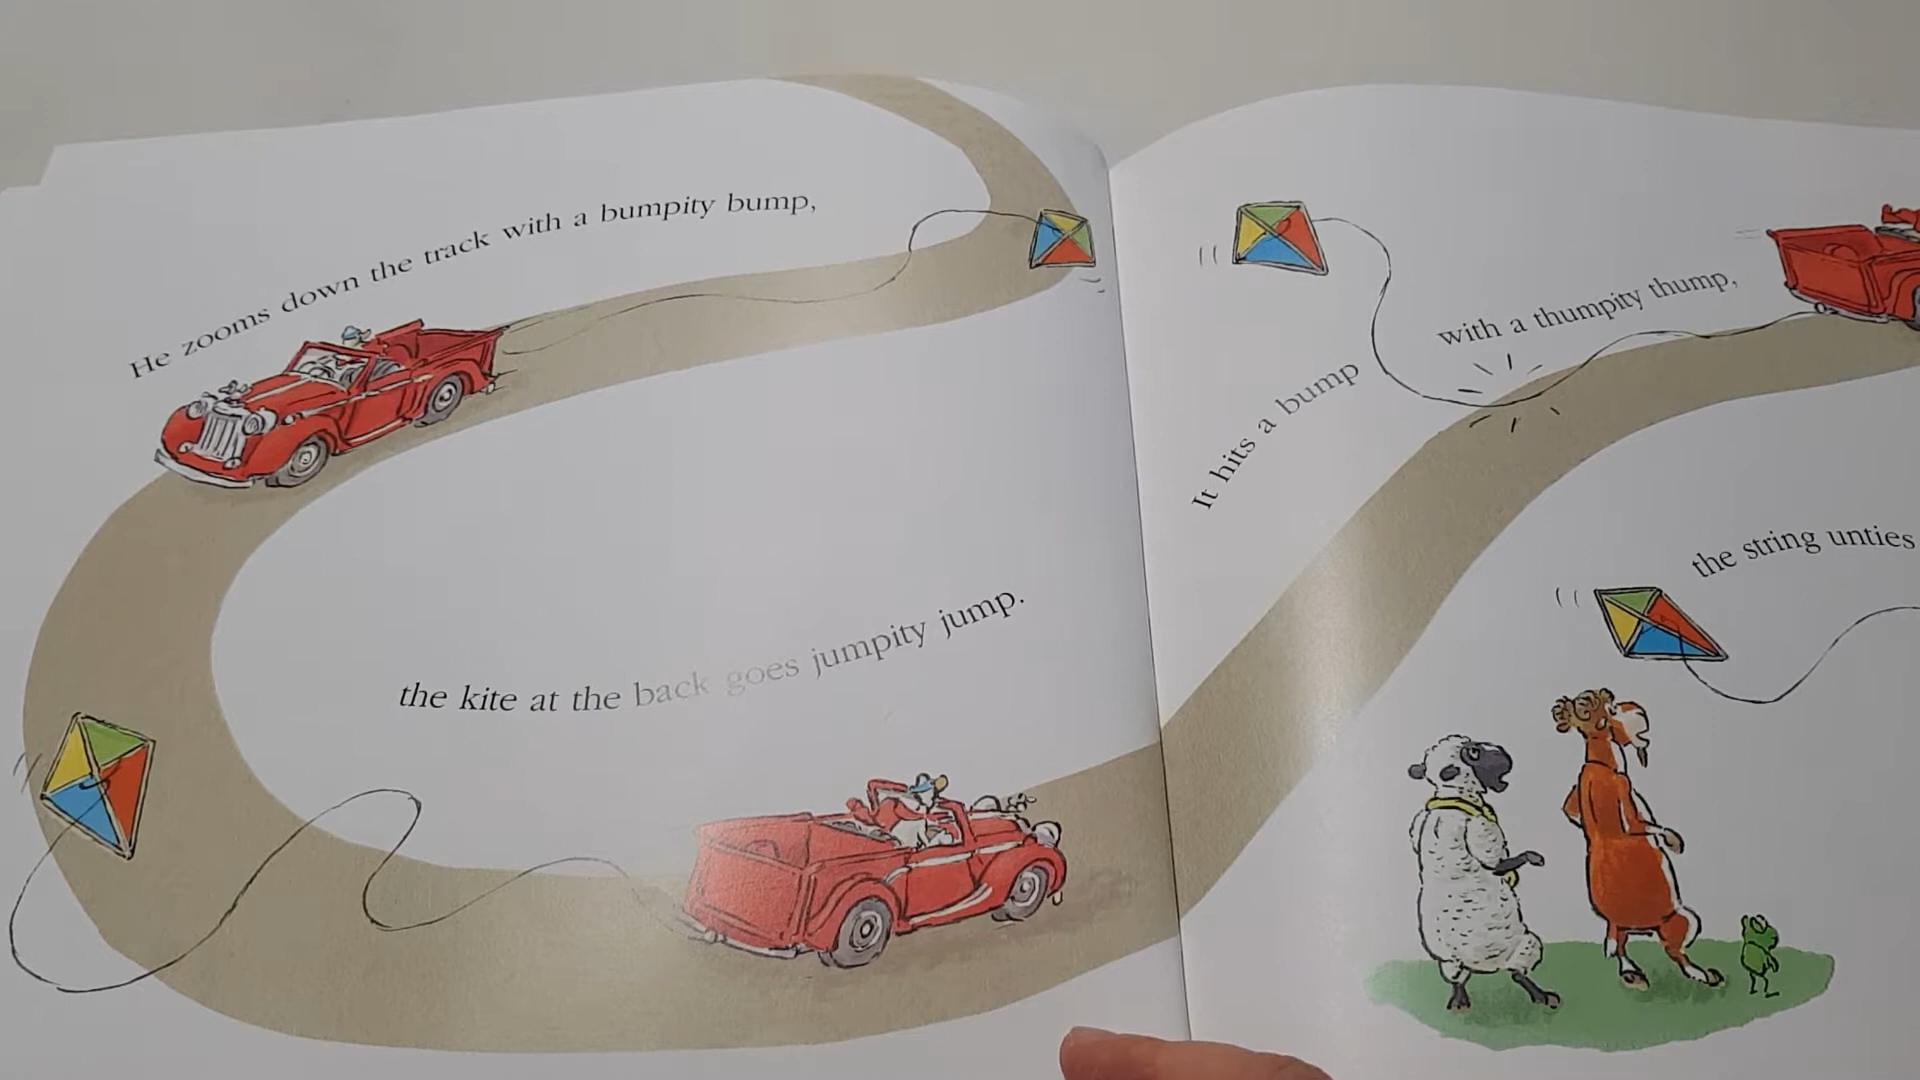 He zooms down the track with a bumpity bump,
the kite at the back goes jumpity jump.
It hits a bump
with a thumpity thump,
the string unties